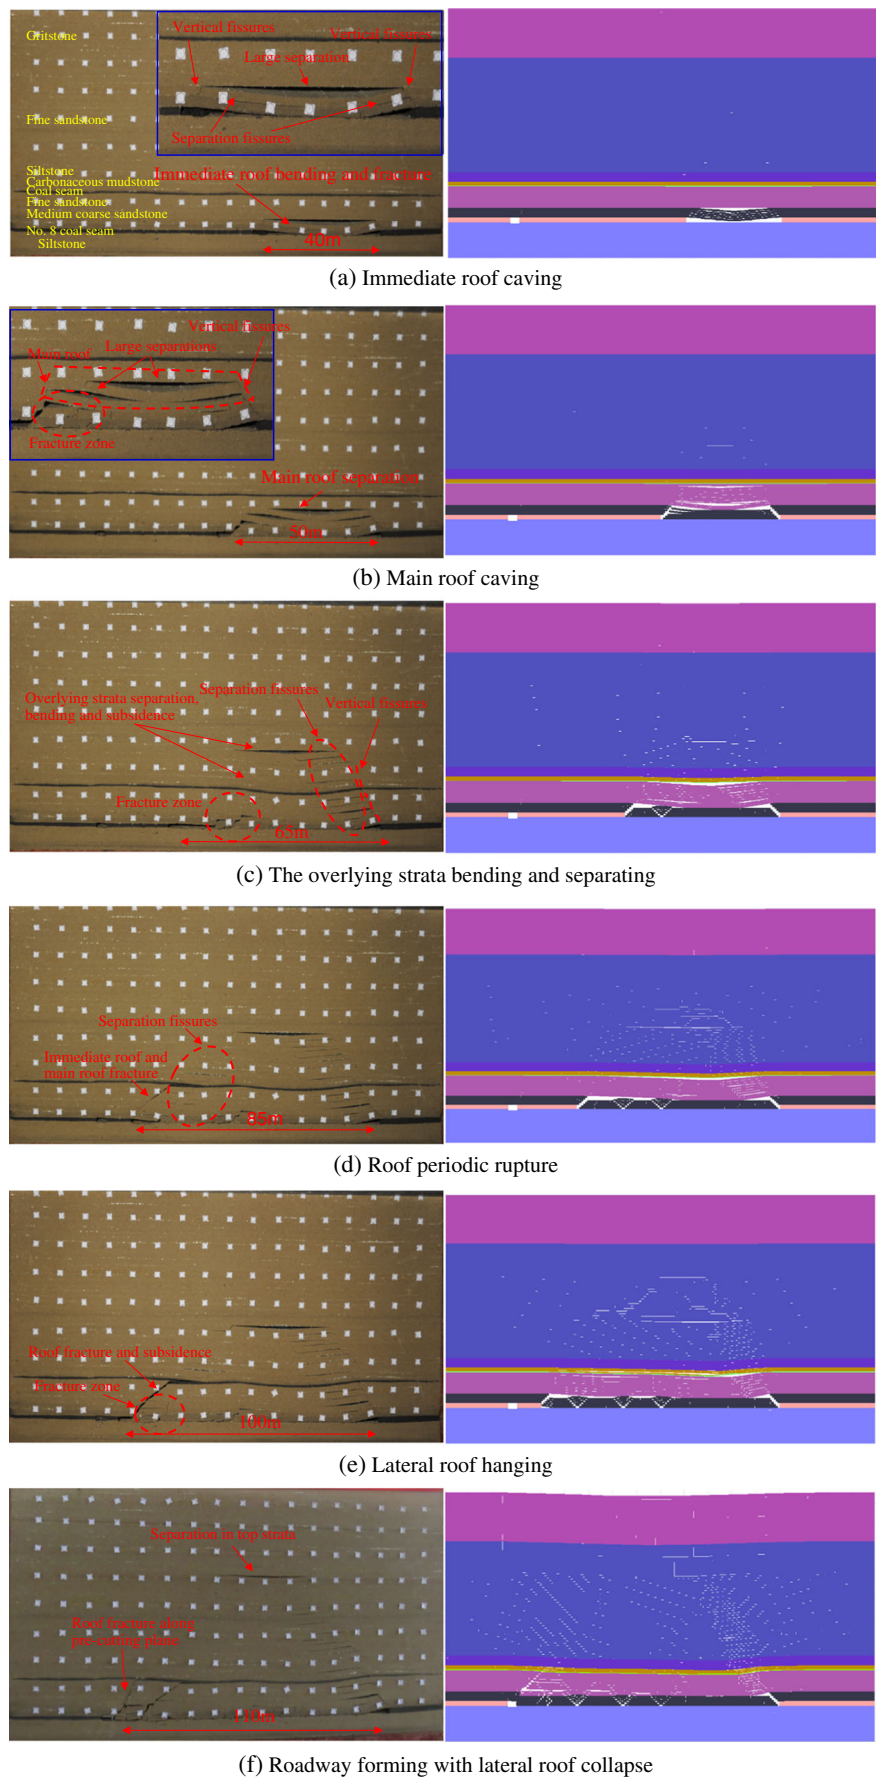 Gritstone
Vertical fissures
Vertical fissures
Large separation
Separation fissures
Fine sandstone
Siltstone
Carbonaceous mudstone
Coal seam
Fine sandstone
Medium coarse sandstone
No. 8 coal seam
Siltstone
Immediate roof bending and fracture
40m
(a) Immediate roof caving
Vertical fissures
Large separations
Main roof
Fracture zone
Main roof separation
50m
(b) Main roof caving
Separation fissures
Overlying strata separation,
bending and subsidence
Vertical fissures
Fracture zone
65m
(c) The overlying strata bending and separating
Separation fissures
Immediate roof and
main roof fracture
85m
(d) Roof periodic rupture
Roof fracture and subsidence
Fracture zone
100m
(e) Lateral roof hanging
Separation in top strata
Roof fracture along
pre-cutting plane
110m
(f) Roadway forming with lateral roof collapse